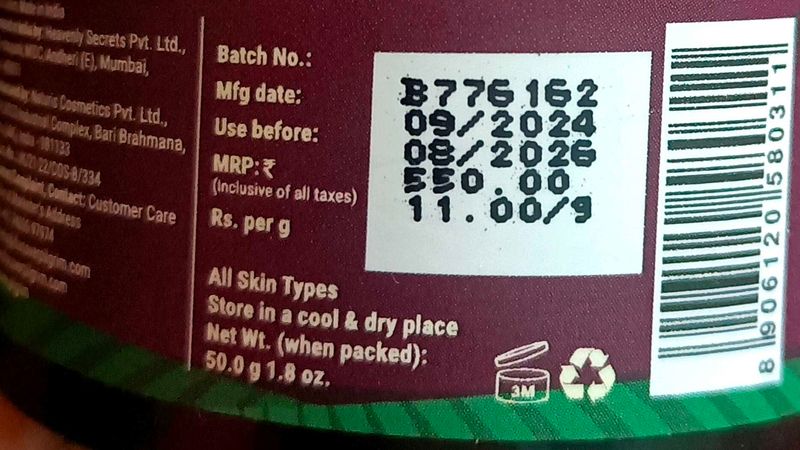 Heavenly Secrets Pvt. Ltd.,
Andheri (E), Mumbai,
Cosmetics Pvt. Ltd.,
Complex, Bari Brahmana,
181133
Contact: Customer Care
Address
Batch No.:
Mfg date:
Use before:
MRP:₹
(inclusive of all taxes)
Rs. per g
B776162
09/2024
08/2026
550.00
11.00/g
All Skin Types
Store in a cool & dry place
Net Wt. (when packed):
50.0 g 1.8 oz.
3M
8 906120 580311